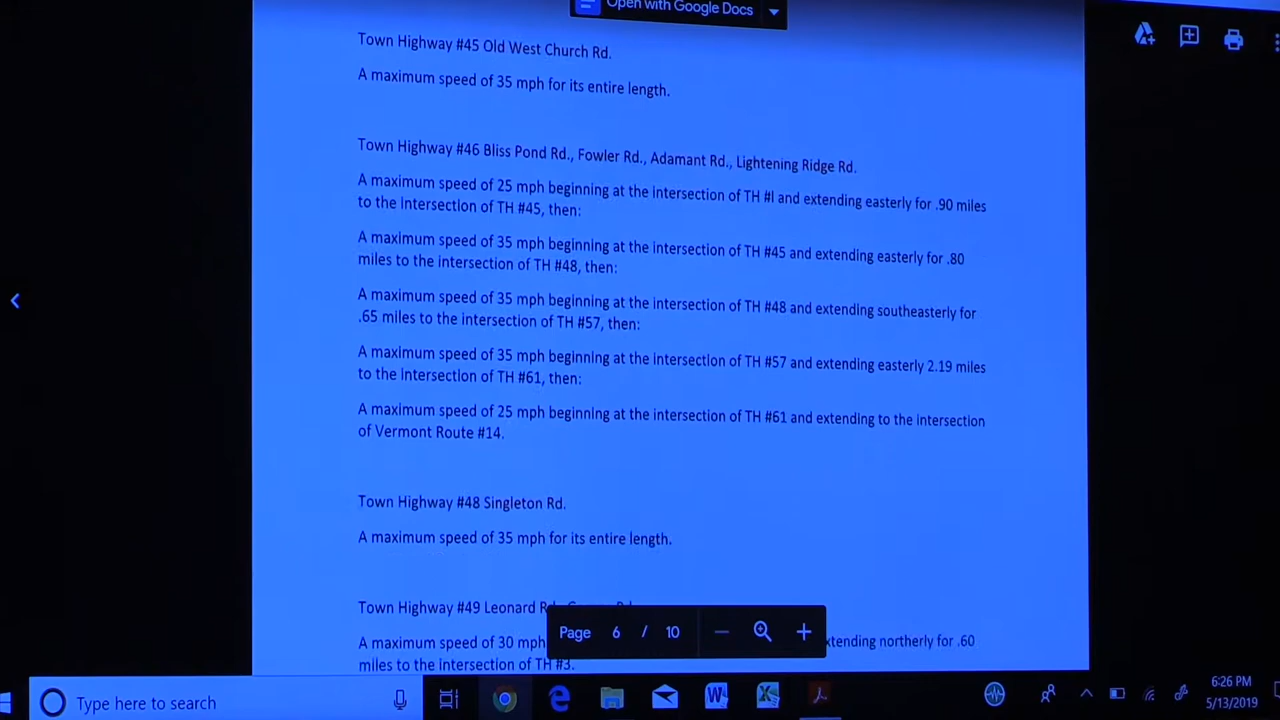 Open with Google Docs
Town Highway #45 Old West Church Rd.
A maximum speed of 35 mph for its entire length.
Town Highway #46 Bliss Pond Rd., Fowler Rd., Adamant Rd., Lightening Ridge Rd.
A maximum speed of 25 mph beginning at the intersection of TH #l and extending easterly for .90 miles
to the intersection of TH #45, then:
A maximum speed of 35 mph beginning at the intersection of TH #45 and extending easterly for .80
miles to the intersection of TH #48, then:
A maximum speed of 35 mph beginning at the intersection of TH #48 and extending southeasterly for
.65 miles to the intersection of TH #57, then:
A maximum speed of 35 mph beginning at the intersection of TH #57 and extending easterly 2.19 miles
to the intersection of TH #61, then:
A maximum speed of 25 mph beginning at the intersection of TH #61 and extending to the intersection
of Vermont Route #14.
Town Highway #48 Singleton Rd.
A maximum speed of 35 mph for its entire length.
Town Highway #49 Leonard
A maximum speed of 30 mph extending northerly for .60
miles to the intersection of TH #3.
Page 6 / 10
Type here to search
6:26 PM
5/13/2019